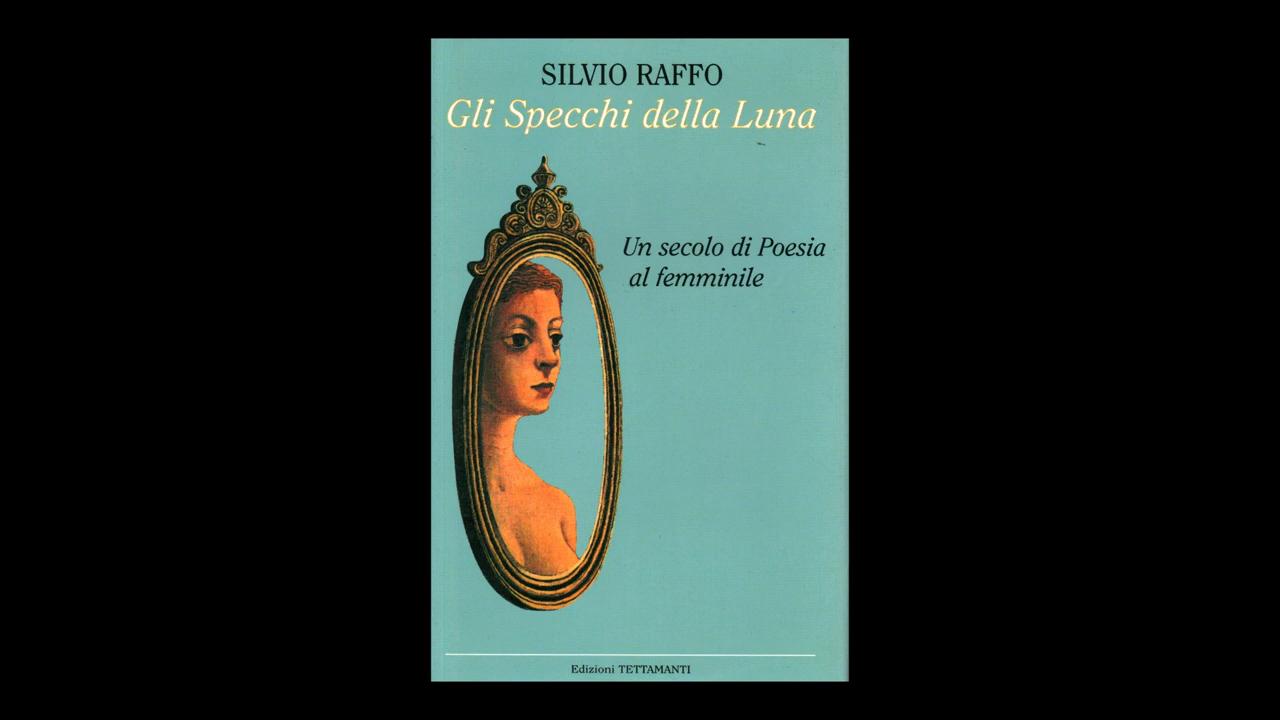 SILVIO RAFFO
Gli Specchi della Luna
Un secolo di Poesia
al femminile
Edizioni TETTAMANTI